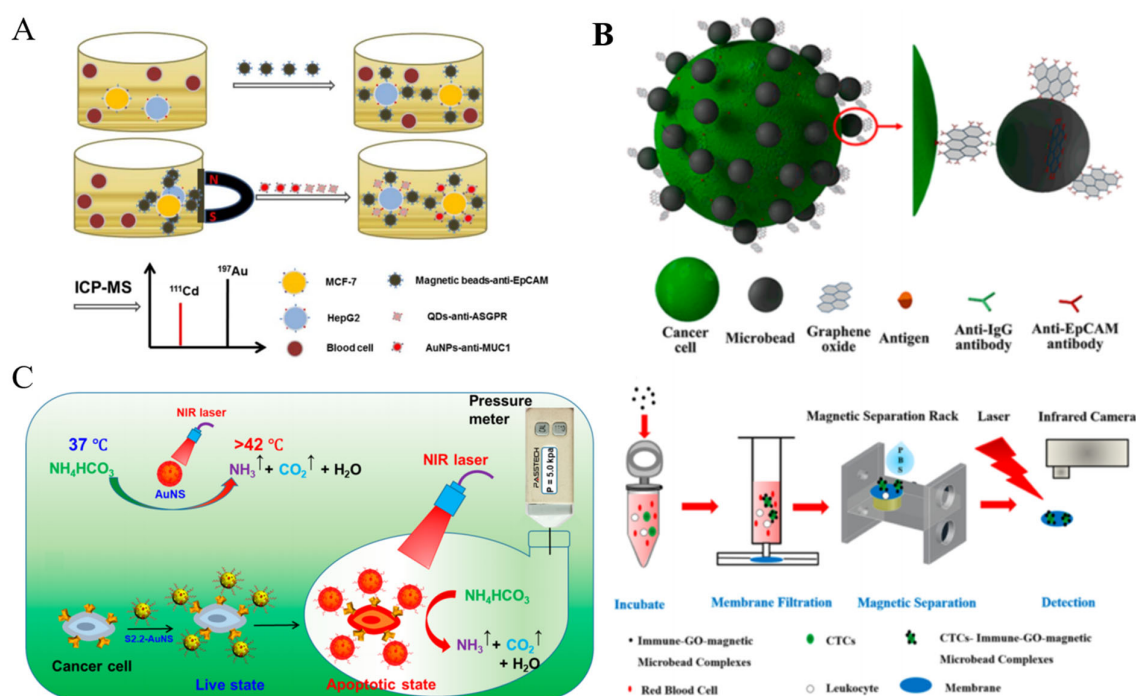 A
N
S
ICP-MS
111Cd
197Au
MCF-7
Magnetic beads-anti-EpCAM
HepG2
QDs-anti-ASGPR
Blood cell
AuNPs-anti-MUC1
B
Cancer
cell
Microbead
Graphene
oxide
Antigen
Anti-IgG
antibody
Anti-EpCAM
antibody
Magnetic Separation Rack
Laser
Infrared Camera
P
B
S
Incubate
Membrane Filtration
Magnetic Separation
Detection
Immune-GO-magnetic
Microbead Complexes
CTCs
CTCs- Immune-GO-magnetic
Microbead Complexes
Red Blood Cell
Leukocyte
Membrane
C
NIR laser
37 °C
>42 °C
NH4HCO3
NH3↑ + CO2↑ + H2O
AuNS
Pressure
meter
PASSTECH
P = 5.0 kpa
NIR laser
NH4HCO3
NH3↑ + CO2↑
+ H2O
S2.2-AuNS
Cancer cell
Live state
Apoptotic state